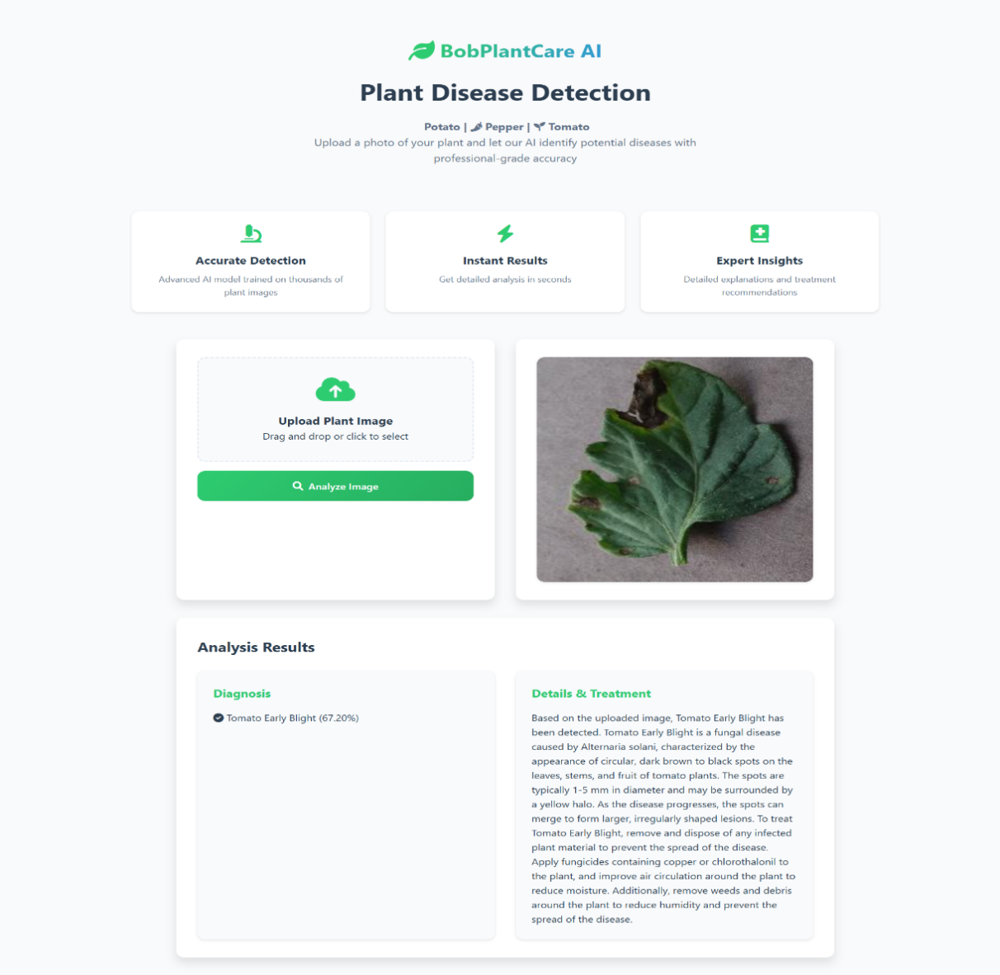 BobPlantCare AI
Plant Disease Detection
Potato | Pepper | Tomato
Upload a photo of your plant and let our AI identify potential diseases with
professional-grade accuracy
Accurate Detection
Advanced AI model trained on thousands of
plant images
Instant Results
Get detailed analysis in seconds
Expert Insights
Detailed explanations and treatment
recommendations
Upload Plant Image
Drag and drop or click to select
Analyze Image
Analysis Results
Diagnosis
Tomato Early Blight (67.20%)
Details & Treatment
Based on the uploaded image, Tomato Early Blight has
been detected. Tomato Early Blight is a fungal disease
caused by Alternaria solani, characterized by the
appearance of circular, dark brown to black spots on the
leaves, stems, and fruit of tomato plants. The spots are
typically 1-5 mm in diameter and may be surrounded by
a yellow halo. As the disease progresses, the spots can
merge to form larger, irregularly shaped lesions. To treat
Tomato Early Blight, remove and dispose of any infected
plant material to prevent the spread of the disease.
Apply fungicides containing copper or chlorothalonil to
the plant, and improve air circulation around the plant to
reduce moisture. Additionally, remove weeds and debris
around the plant to reduce humidity and prevent the
spread of the disease.